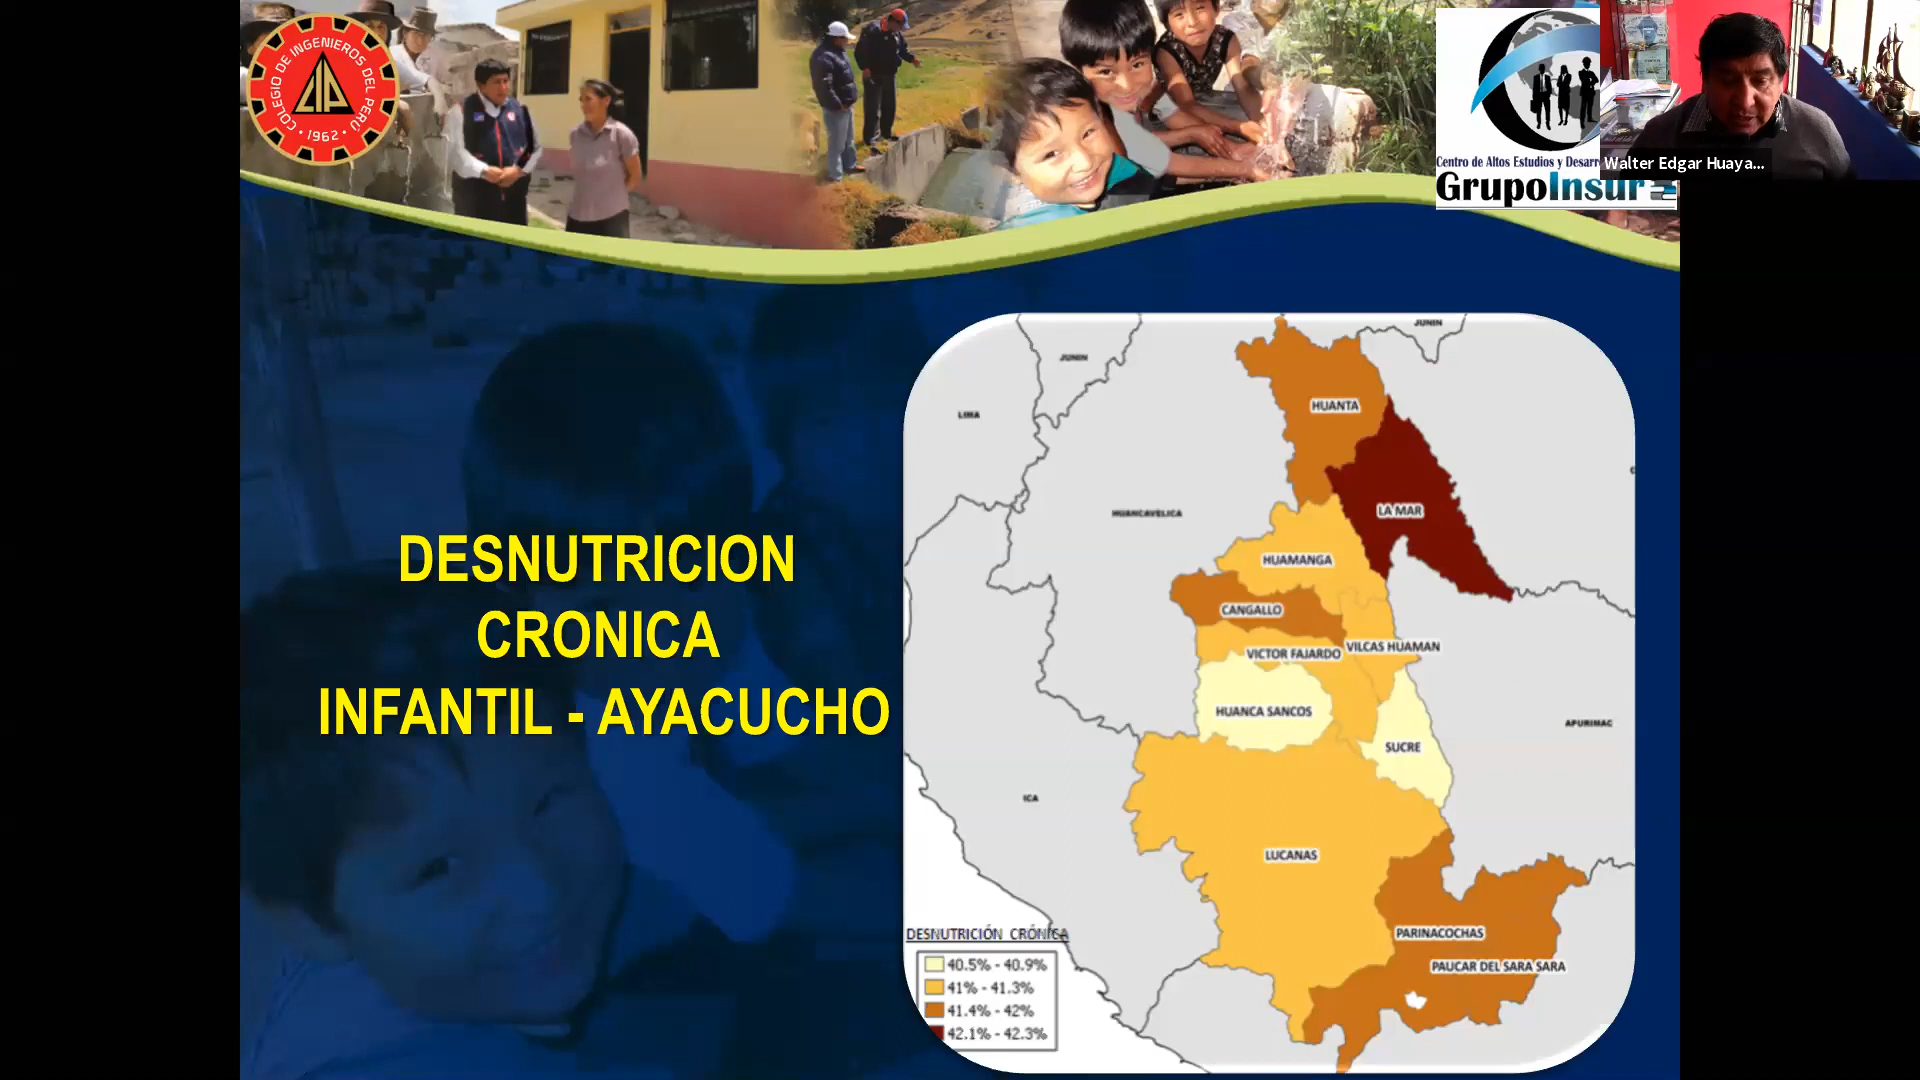 COLEGIO DE INGENIEROS DEL PERÚ
• 1962 •
Centro de Altos Estudios y Desarr
GrupoInsur
Walter Edgar Huaya...
DESNUTRICION
CRONICA
INFANTIL - AYACUCHO
JUNIN
JUNIN
LIMA
HUANTA
HUANCAVELICA
LA MAR
HUAMANGA
CANGALLO
VICTOR FAJARDO
VILCAS HUAMAN
HUANCA SANCOS
SUCRE
APURIMAC
ICA
LUCANAS
PARINACOCHAS
PAUCAR DEL SARA SARA
DESNUTRICIÓN CRÓNICA
40.5% - 40.9%
41% - 41.3%
41.4% - 42%
42.1% - 42.3%